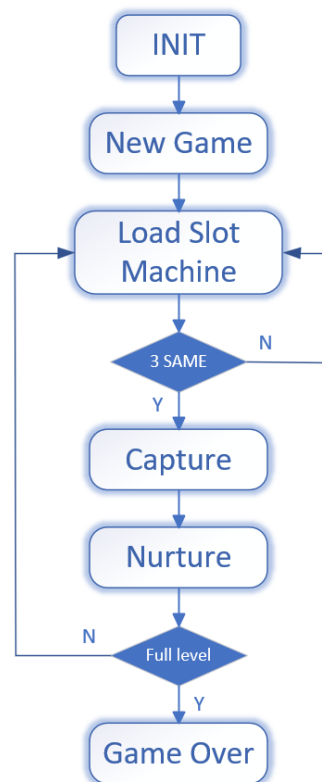 INIT
New Game
Load Slot
Machine
3 SAME
N
Y
Capture
Nurture
N
Full level
Y
Game Over